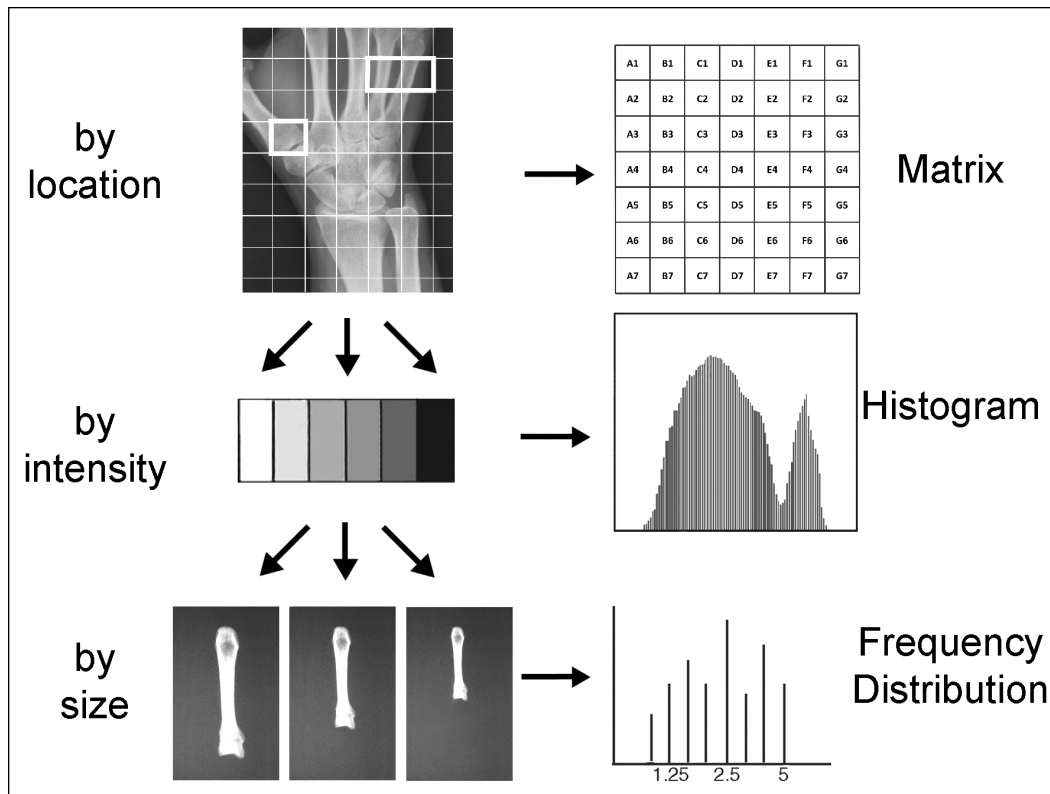 by
location
A1 B1 C1 D1 E1 F1 G1
A2 B2 C2 D2 E2 F2 G2
A3 B3 C3 D3 E3 F3 G3
A4 B4 C4 D4 E4 F4 G4
A5 B5 C5 D5 E5 F5 G5
A6 B6 C6 D6 E6 F6 G6
A7 B7 C7 D7 E7 F7 G7
Matrix
by
intensity
Histogram
by
size
1.25 2.5 5
Frequency
Distribution